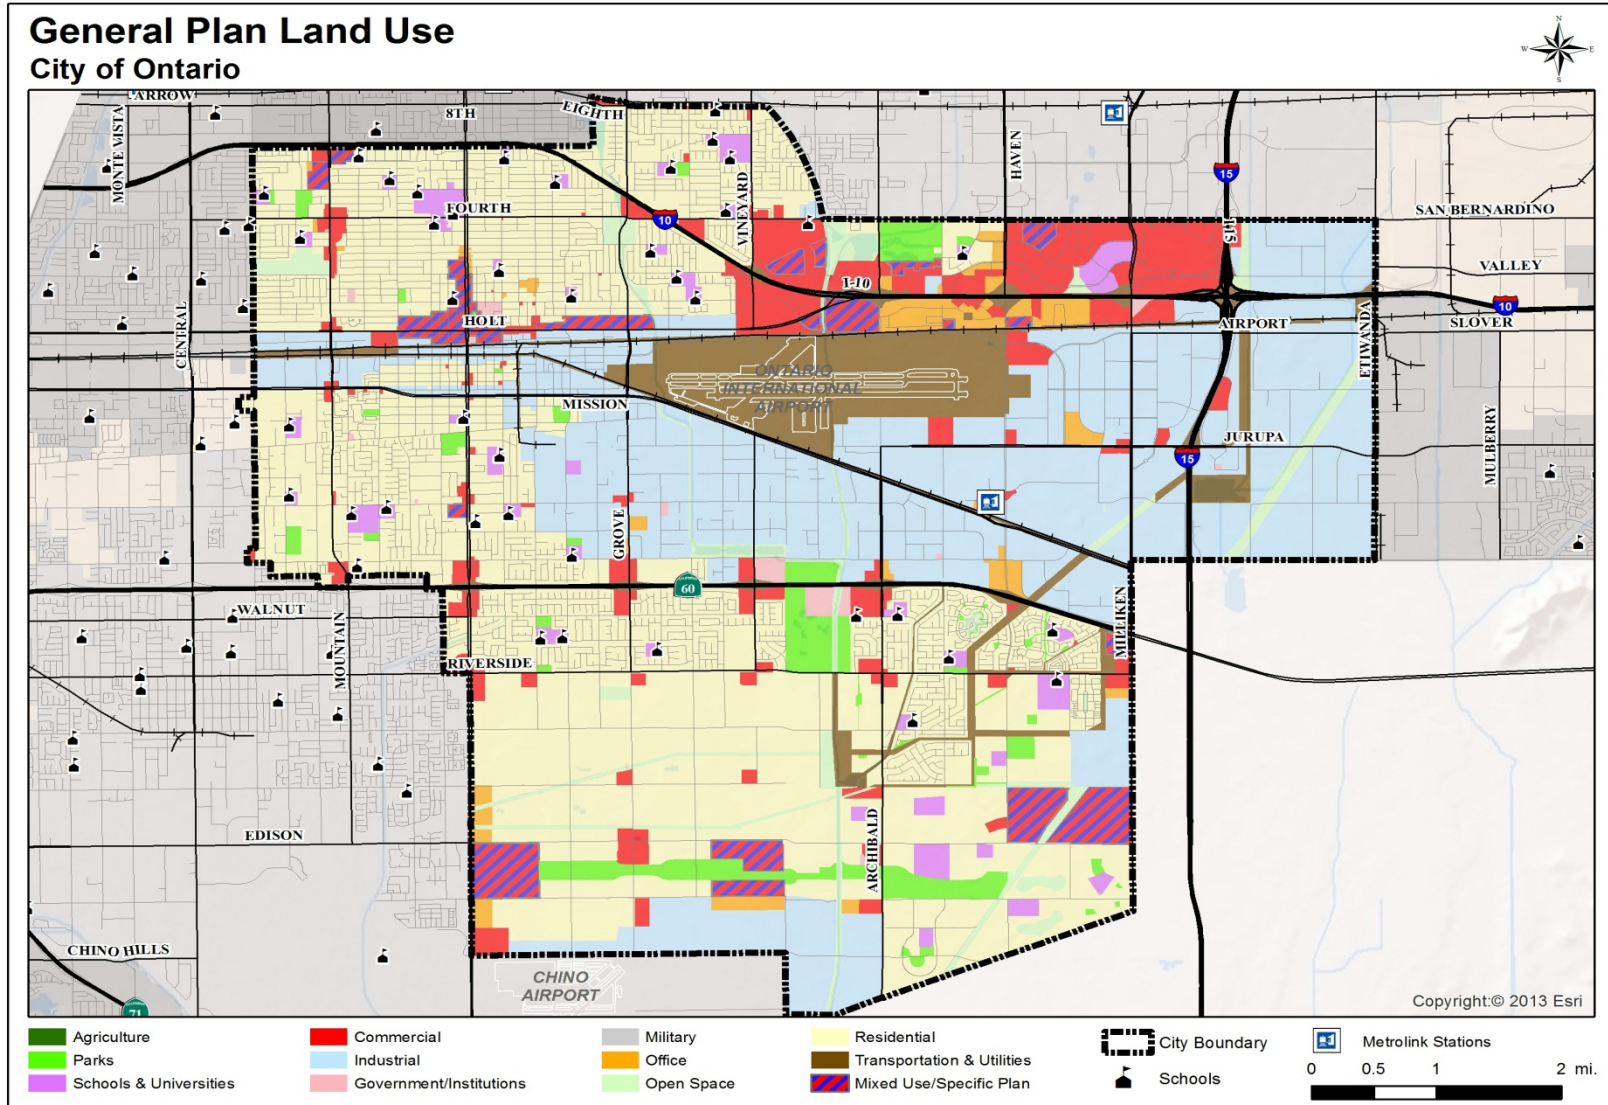 General Plan Land Use
City of Ontario
N
W E
S
ARROW
MONTE VISTA
8TH
EIGHTH
HAVEN
15
FOURTH
10
VINEYARD
I-15
SAN BERNARDINO
VALLEY
I-10
10
CENTRAL
HOLT
AIRPORT
SLOVER
ETIWANDA
ONTARIO
INTERNATIONAL
AIRPORT
MISSION
JURUPA
15
MULBERRY
GROVE
60
WALNUT
MOUNTAIN
MILLIKEN
RIVERSIDE
EDISON
ARCHIBALD
CHINO HILLS
CHINO
AIRPORT
71
Copyright:© 2013 Esri
Agriculture
Parks
Schools & Universities
Commercial
Industrial
Government/Institutions
Military
Office
Open Space
Residential
Transportation & Utilities
Mixed Use/Specific Plan
City Boundary
Schools
Metrolink Stations
0 0.5 1 2 mi.